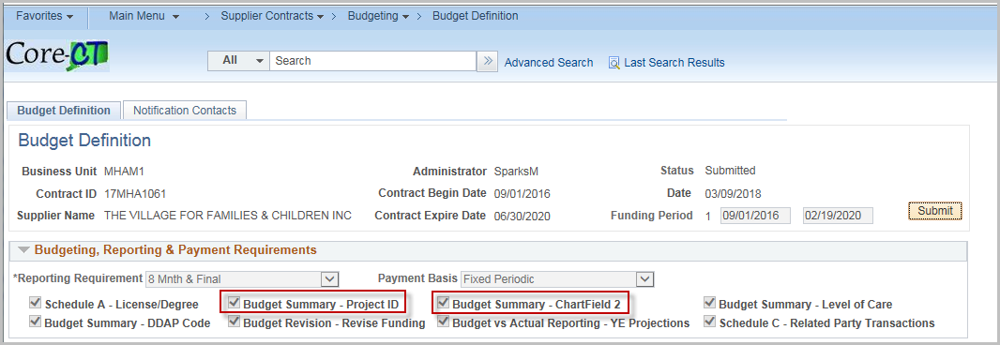 Favorites Main Menu > Supplier Contracts > Budgeting > Budget Definition
Core-CT
All Search Advanced Search Last Search Results
Budget Definition Notification Contacts
Budget Definition
Business Unit MHAM1 Administrator SparksM Status Submitted
Contract ID 17MHA1061 Contract Begin Date 09/01/2016 Date 03/09/2018
Supplier Name THE VILLAGE FOR FAMILIES & CHILDREN INC Contract Expire Date 06/30/2020 Funding Period 1 09/01/2016 02/19/2020 Submit
Budgeting, Reporting & Payment Requirements
*Reporting Requirement 8 Mnth & Final Payment Basis Fixed Periodic
Schedule A - License/Degree Budget Summary - Project ID Budget Summary - ChartField 2 Budget Summary - Level of Care
Budget Summary - DDAP Code Budget Revision - Revise Funding Budget vs Actual Reporting - YE Projections Schedule C - Related Party Transactions